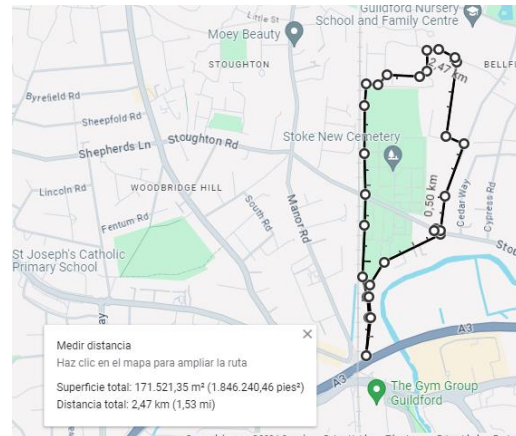 Guildford Nursery
School and Family Centre
Little St
Moey Beauty
STOUGHTON
2,47 km
BELLF
Byrefield Rd
Sheepfold Rd
Stoke New Cemetery
Shepherds Ln
Stoughton Rd
Lincoln Rd
WOODBRIDGE HILL
Manor Rd
South Rd
0,50 km
Cedar Way
Cypress Rd
Fentum Rd
Stou
St Joseph's Catholic
Primary School
way
A3
A3
Medir distancia
Haz clic en el mapa para ampliar la ruta
Superficie total: 171.521,35 m² (1.846.240,46 pies²)
Distancia total: 2,47 km (1,53 mi)
The Gym Group
Guildford